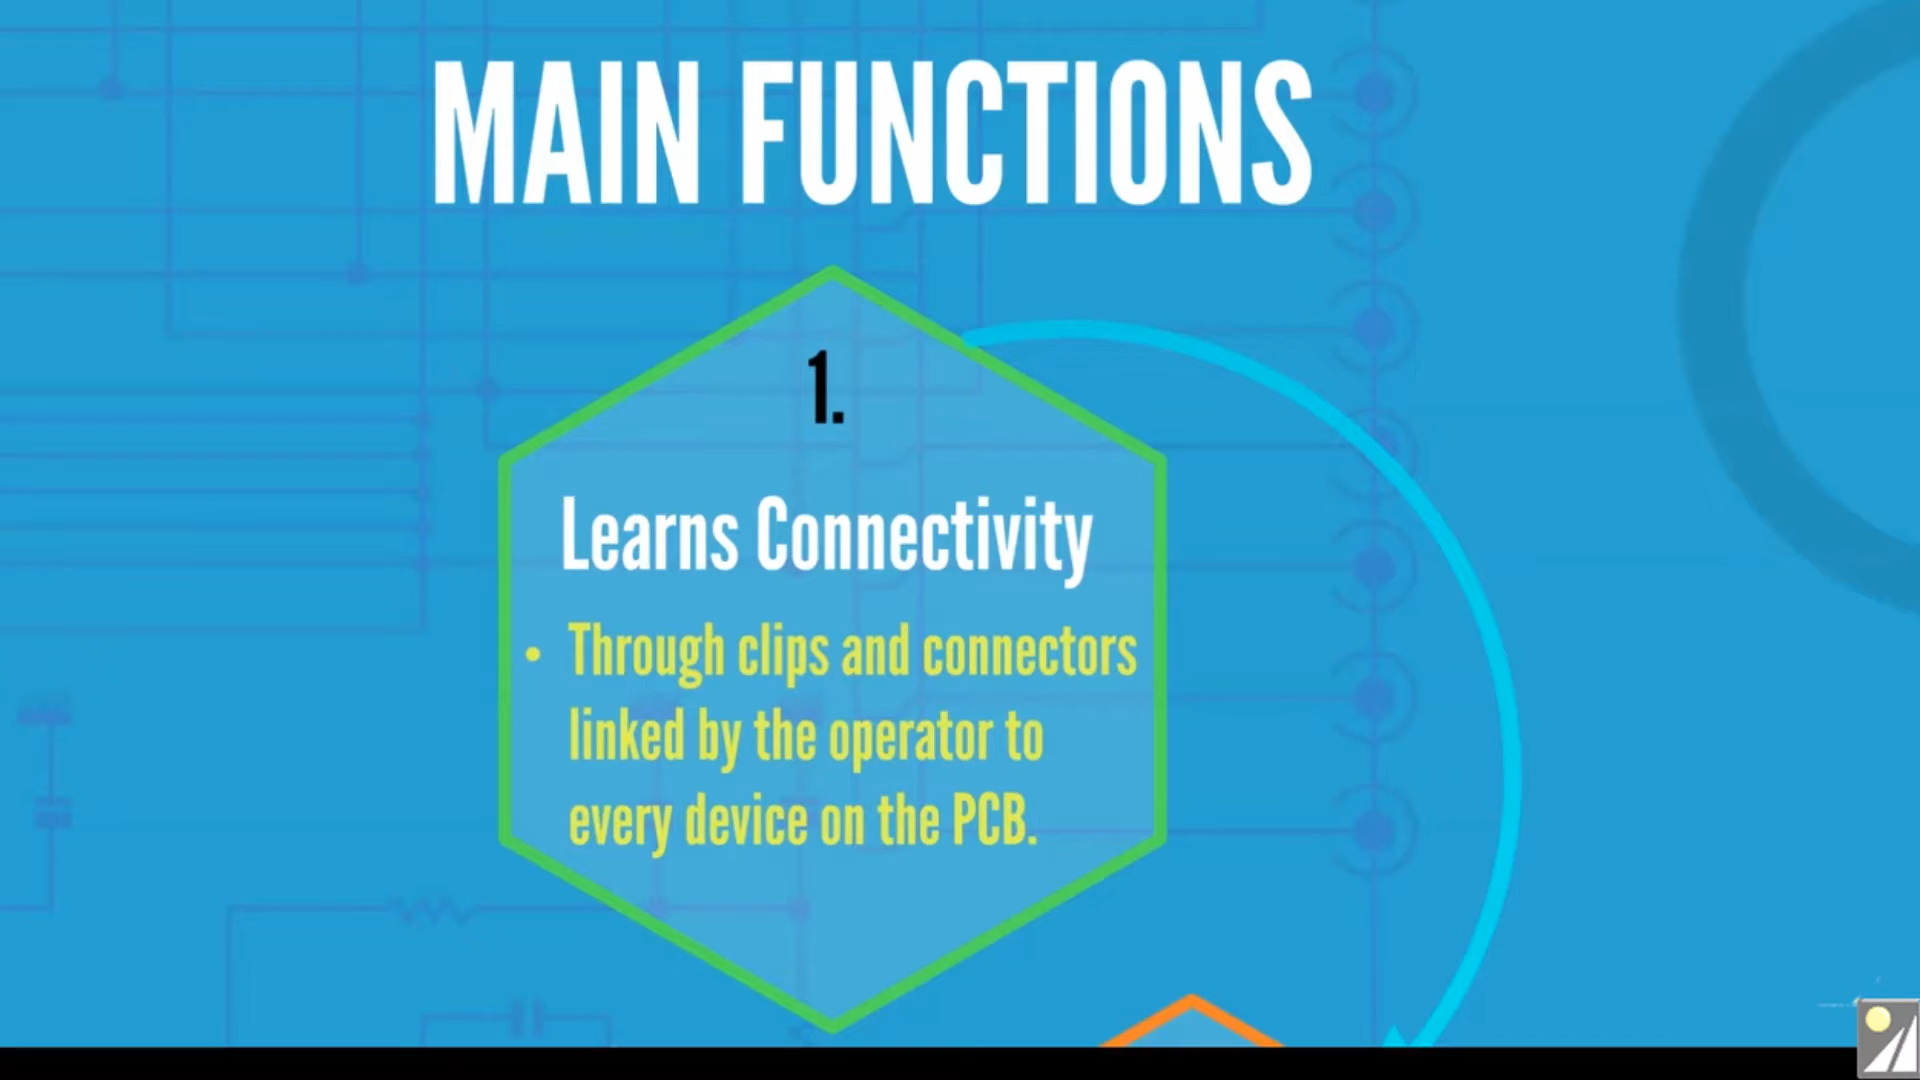 MAIN FUNCTIONS
1.
Learns Connectivity
• Through clips and connectors
linked by the operator to
every device on the PCB.